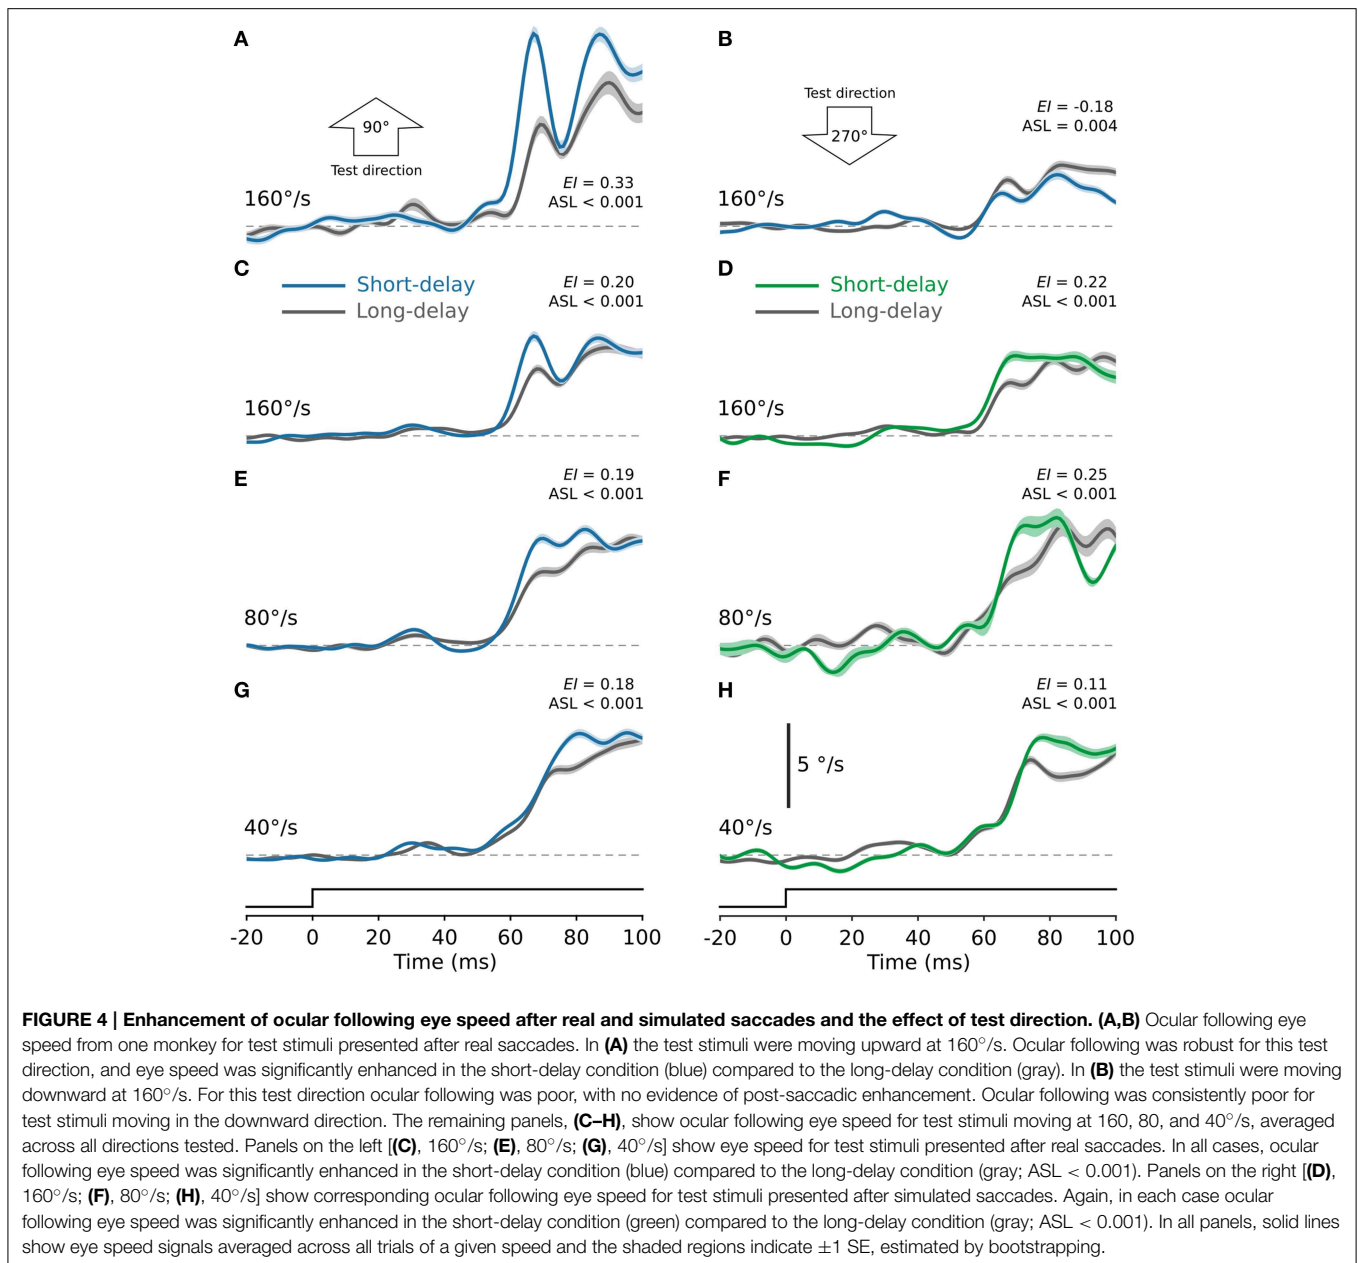 A
90°
Test direction
160°/s
EI = 0.33
ASL < 0.001
B
Test direction
270°
EI = -0.18
ASL = 0.004
160°/s
C
Short-delay
Long-delay
EI = 0.20
ASL < 0.001
160°/s
D
Short-delay
Long-delay
EI = 0.22
ASL < 0.001
160°/s
E
EI = 0.19
ASL < 0.001
80°/s
F
EI = 0.25
ASL < 0.001
80°/s
G
EI = 0.18
ASL < 0.001
40°/s
H
EI = 0.11
ASL < 0.001
5 °/s
40°/s
-20 0 20 40 60 80 100
Time (ms)
-20 0 20 40 60 80 100
Time (ms)
FIGURE 4 | Enhancement of ocular following eye speed after real and simulated saccades and the effect of test direction. (A,B) Ocular following eye
speed from one monkey for test stimuli presented after real saccades. In (A) the test stimuli were moving upward at 160°/s. Ocular following was robust for this test
direction, and eye speed was significantly enhanced in the short-delay condition (blue) compared to the long-delay condition (gray). In (B) the test stimuli were moving
downward at 160°/s. For this test direction ocular following was poor, with no evidence of post-saccadic enhancement. Ocular following was consistently poor for
test stimuli moving in the downward direction. The remaining panels, (C–H), show ocular following eye speed for test stimuli moving at 160, 80, and 40°/s, averaged
across all directions tested. Panels on the left [(C), 160°/s; (E), 80°/s; (G), 40°/s] show eye speed for test stimuli presented after real saccades. In all cases, ocular
following eye speed was significantly enhanced in the short-delay condition (blue) compared to the long-delay condition (gray; ASL < 0.001). Panels on the right [(D),
160°/s; (F), 80°/s; (H), 40°/s] show corresponding ocular following eye speed for test stimuli presented after simulated saccades. Again, in each case ocular
following eye speed was significantly enhanced in the short-delay condition (green) compared to the long-delay condition (gray; ASL < 0.001). In all panels, solid lines
show eye speed signals averaged across all trials of a given speed and the shaded regions indicate ±1 SE, estimated by bootstrapping.